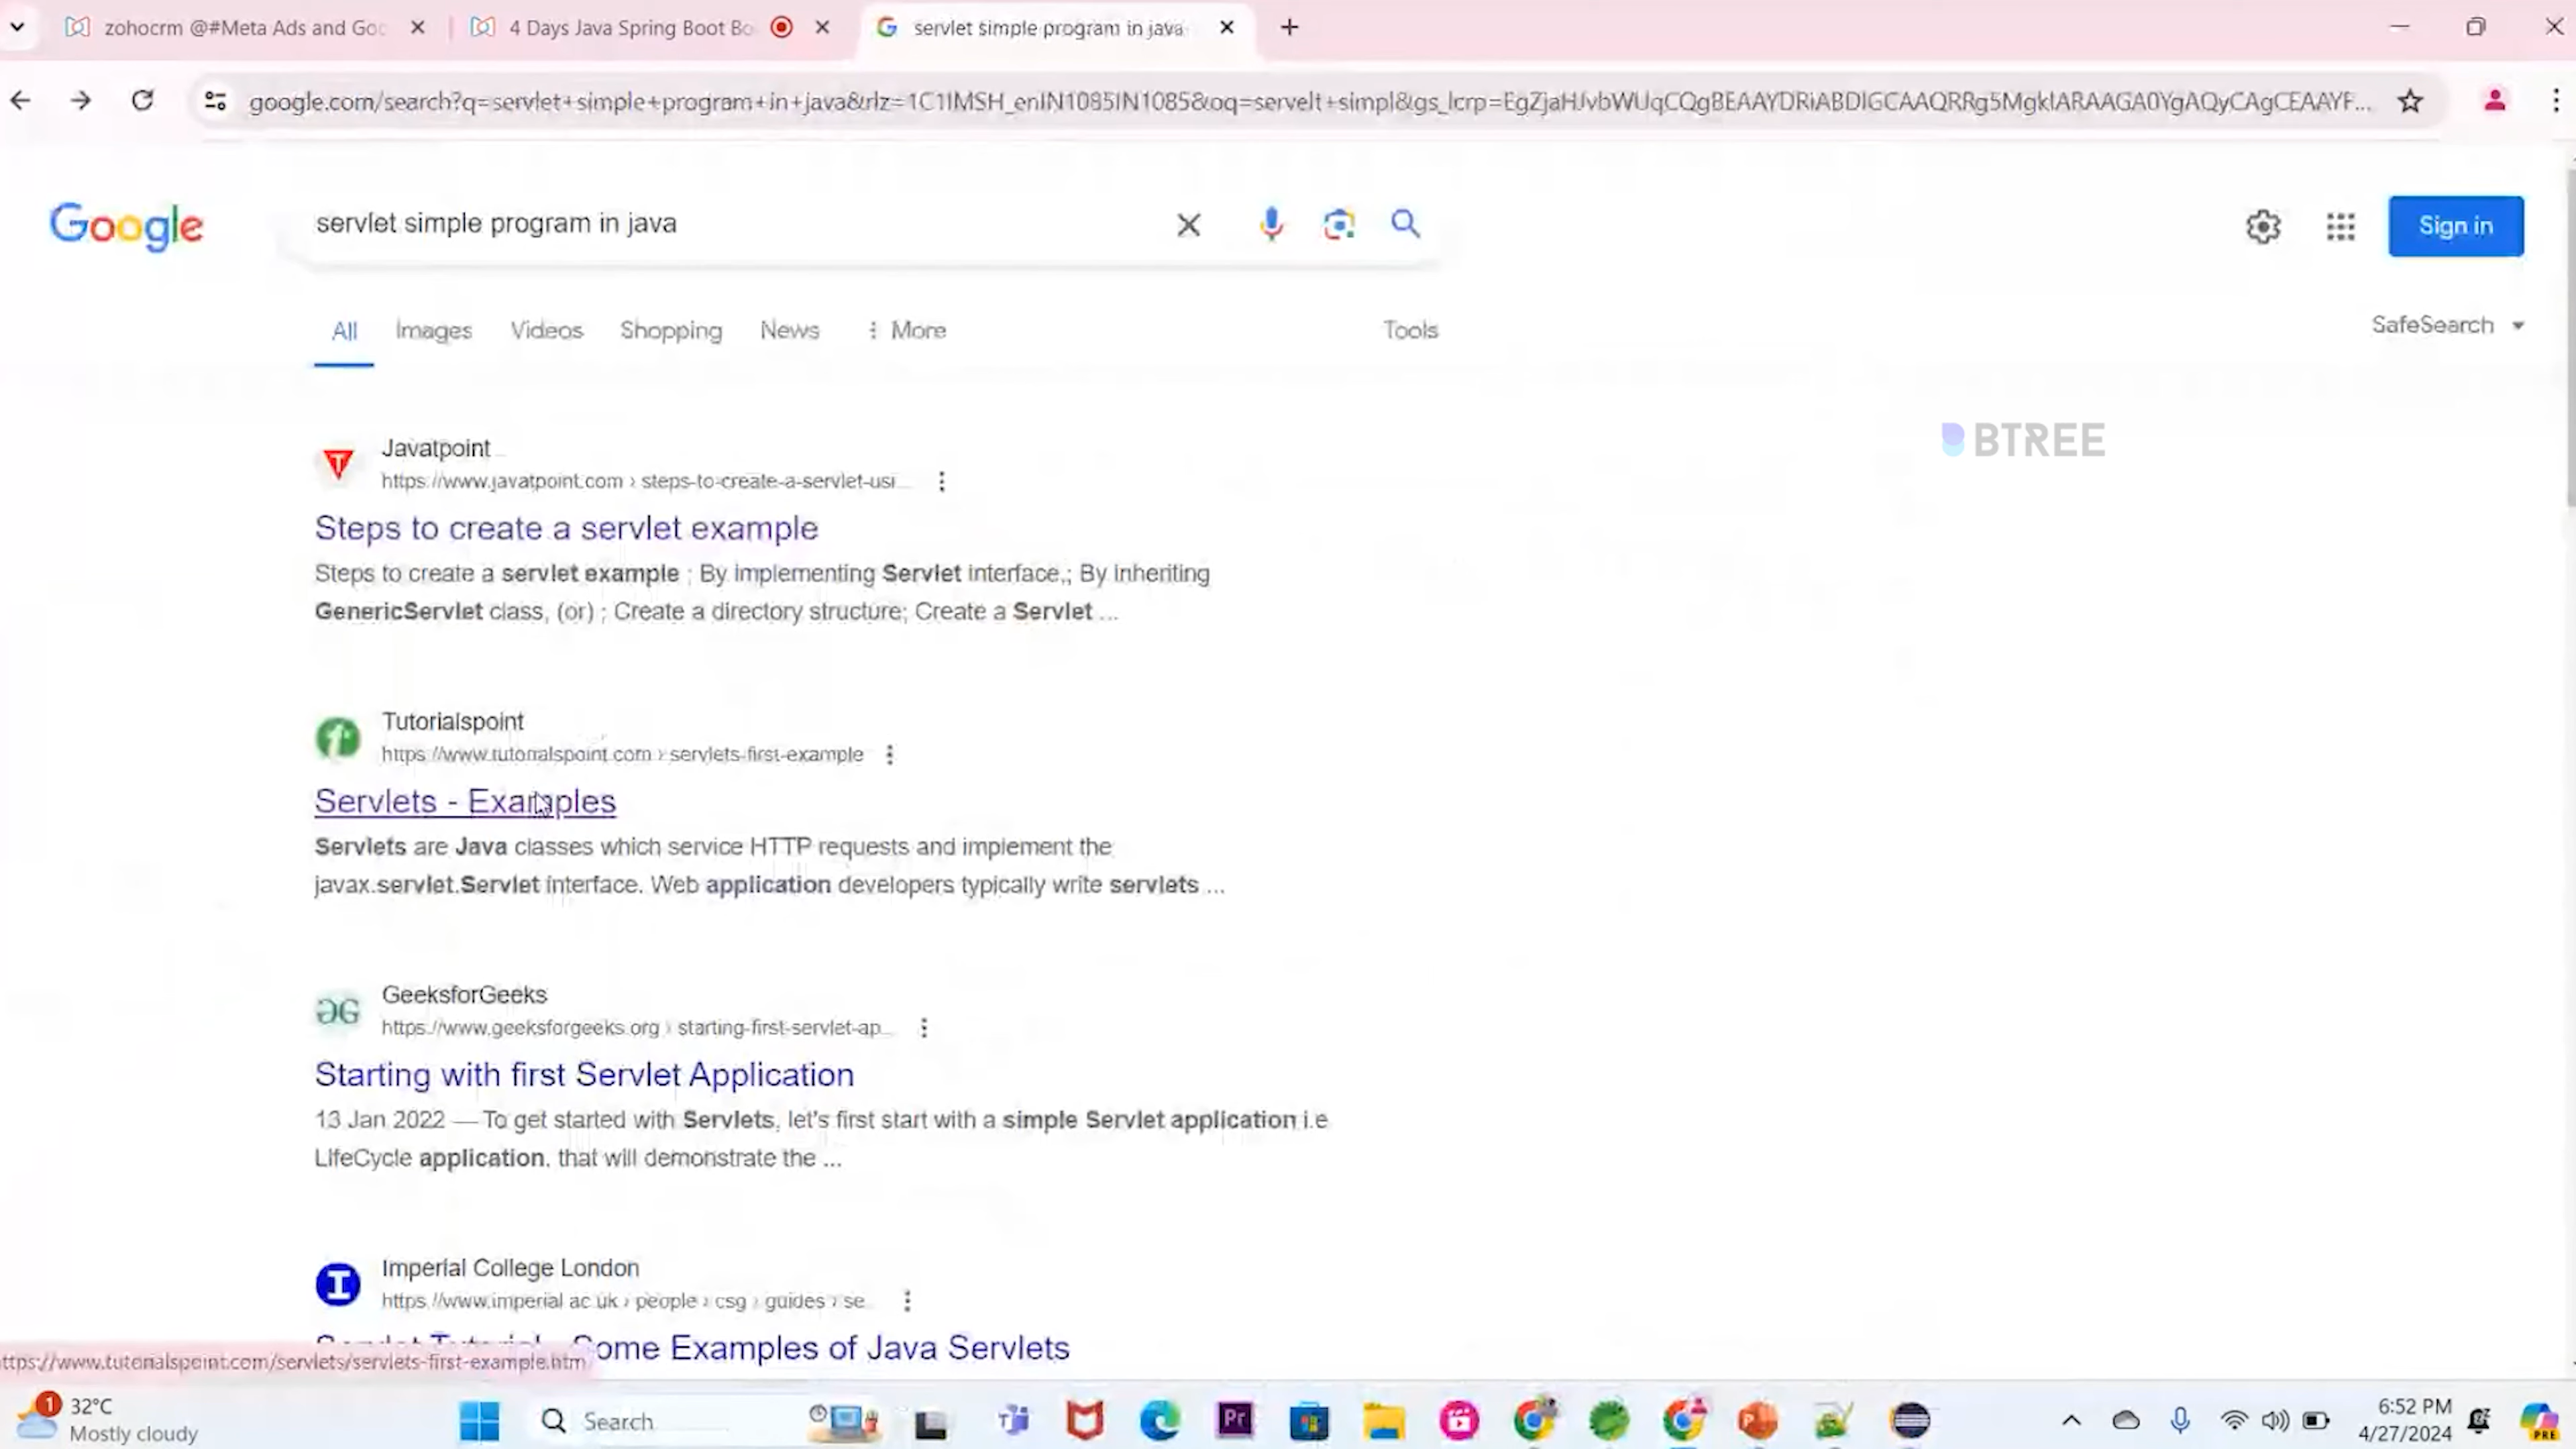 zohocrm @#Meta Ads and Goo
4 Days Java Spring Boot Bo
servlet simple program in java
google.com/search?q=servlet+simple+program+in+java&rlz=1C1IMSH_enIN1085IN1085&oq=servelt+simpl&gs_lcrp=
Google
servlet simple program in java
Sign in
All Images Videos Shopping News More Tools
SafeSearch
BTREE
Javatpoint
https://www.javatpoint.com › steps-to-create-a-servlet-usi...
Steps to create a servlet example
Steps to create a servlet example ; By implementing Servlet interface,; By inheriting
GenericServlet class, (or) ; Create a directory structure; Create a Servlet ...
Tutorialspoint
https://www.tutorialspoint.com › servlets-first-example
Servlets - Examples
Servlets are Java classes which service HTTP requests and implement the
javax.servlet.Servlet interface. Web application developers typically write servlets ...
GeeksforGeeks
https://www.geeksforgeeks.org › starting-first-servlet-ap...
Starting with first Servlet Application
13 Jan 2022 — To get started with Servlets, let's first start with a simple Servlet application i.e
LifeCycle application, that will demonstrate the ...
Imperial College London
https://www.imperial.ac.uk › people › csg › guides › se...
Servlet Tutorial - Some Examples of Java Servlets
ttps://www.tutorialspoint.com/servlets/servlets-first-example.htm
1
32°C
Mostly cloudy
Search
Pr
6:52 PM
4/27/2024
PRE